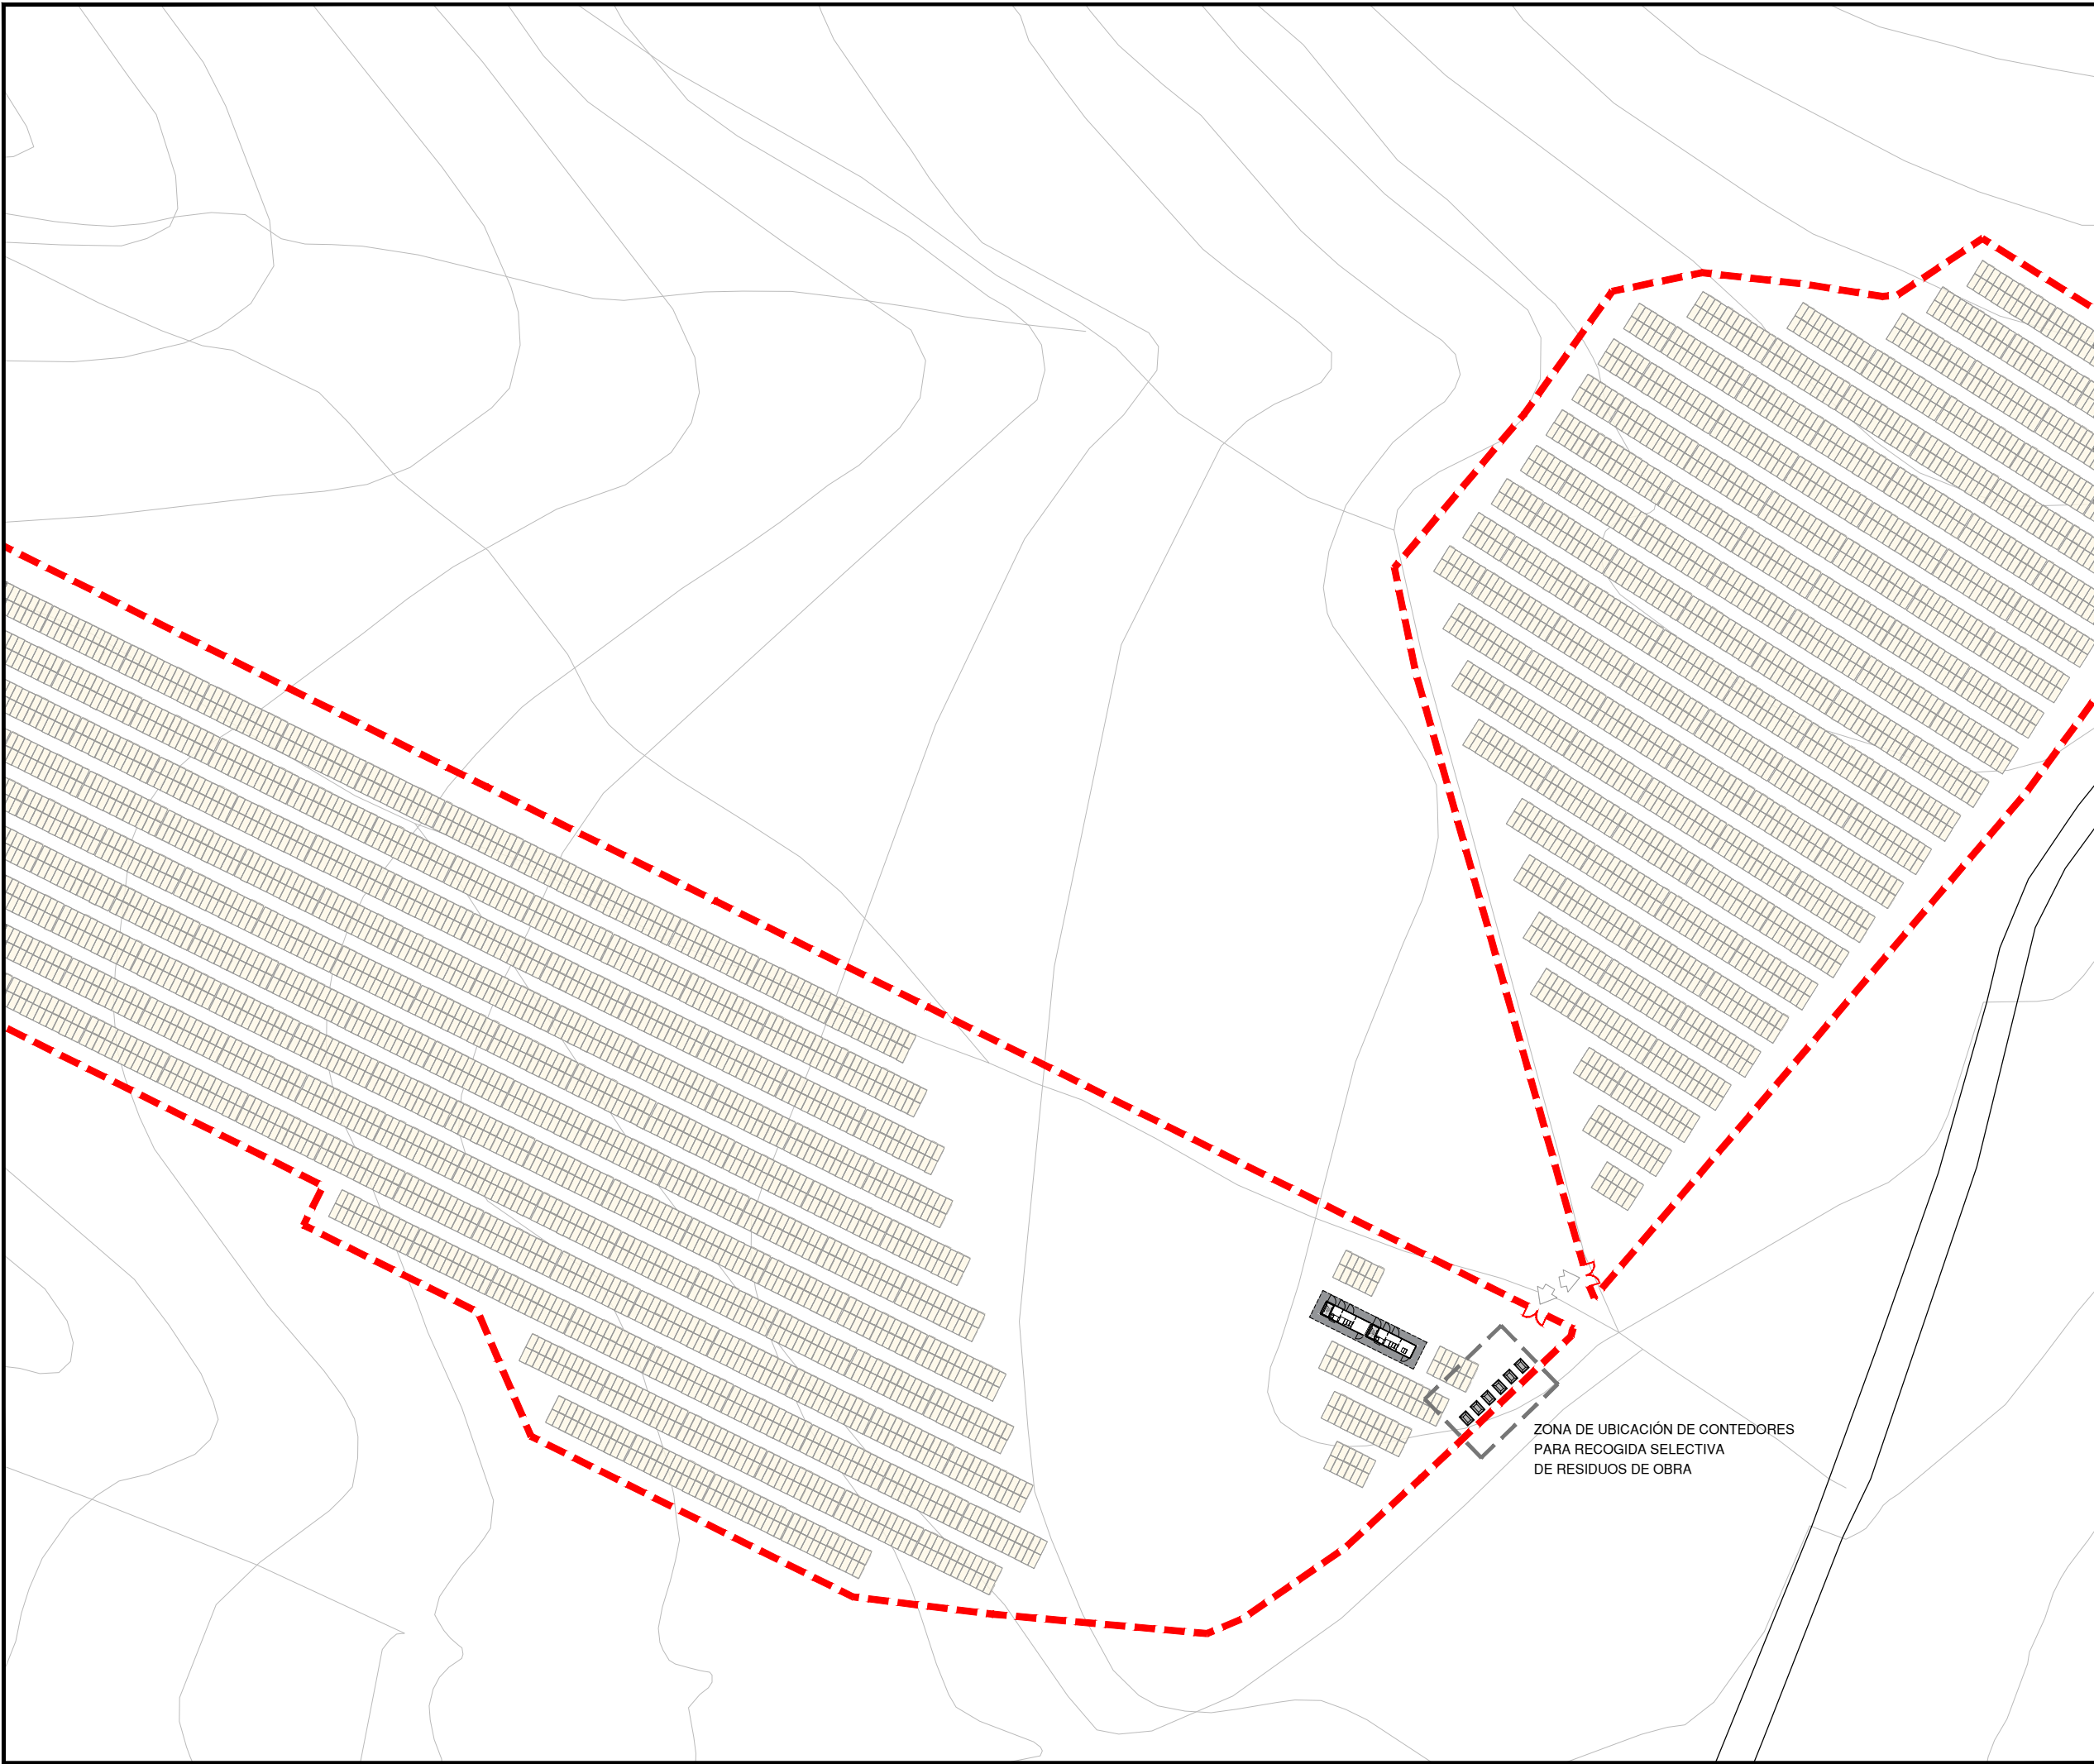 ZONA DE UBICACIÓN DE CONTEDORES
PARA RECOGIDA SELECTIVA
DE RESIDUOS DE OBRA